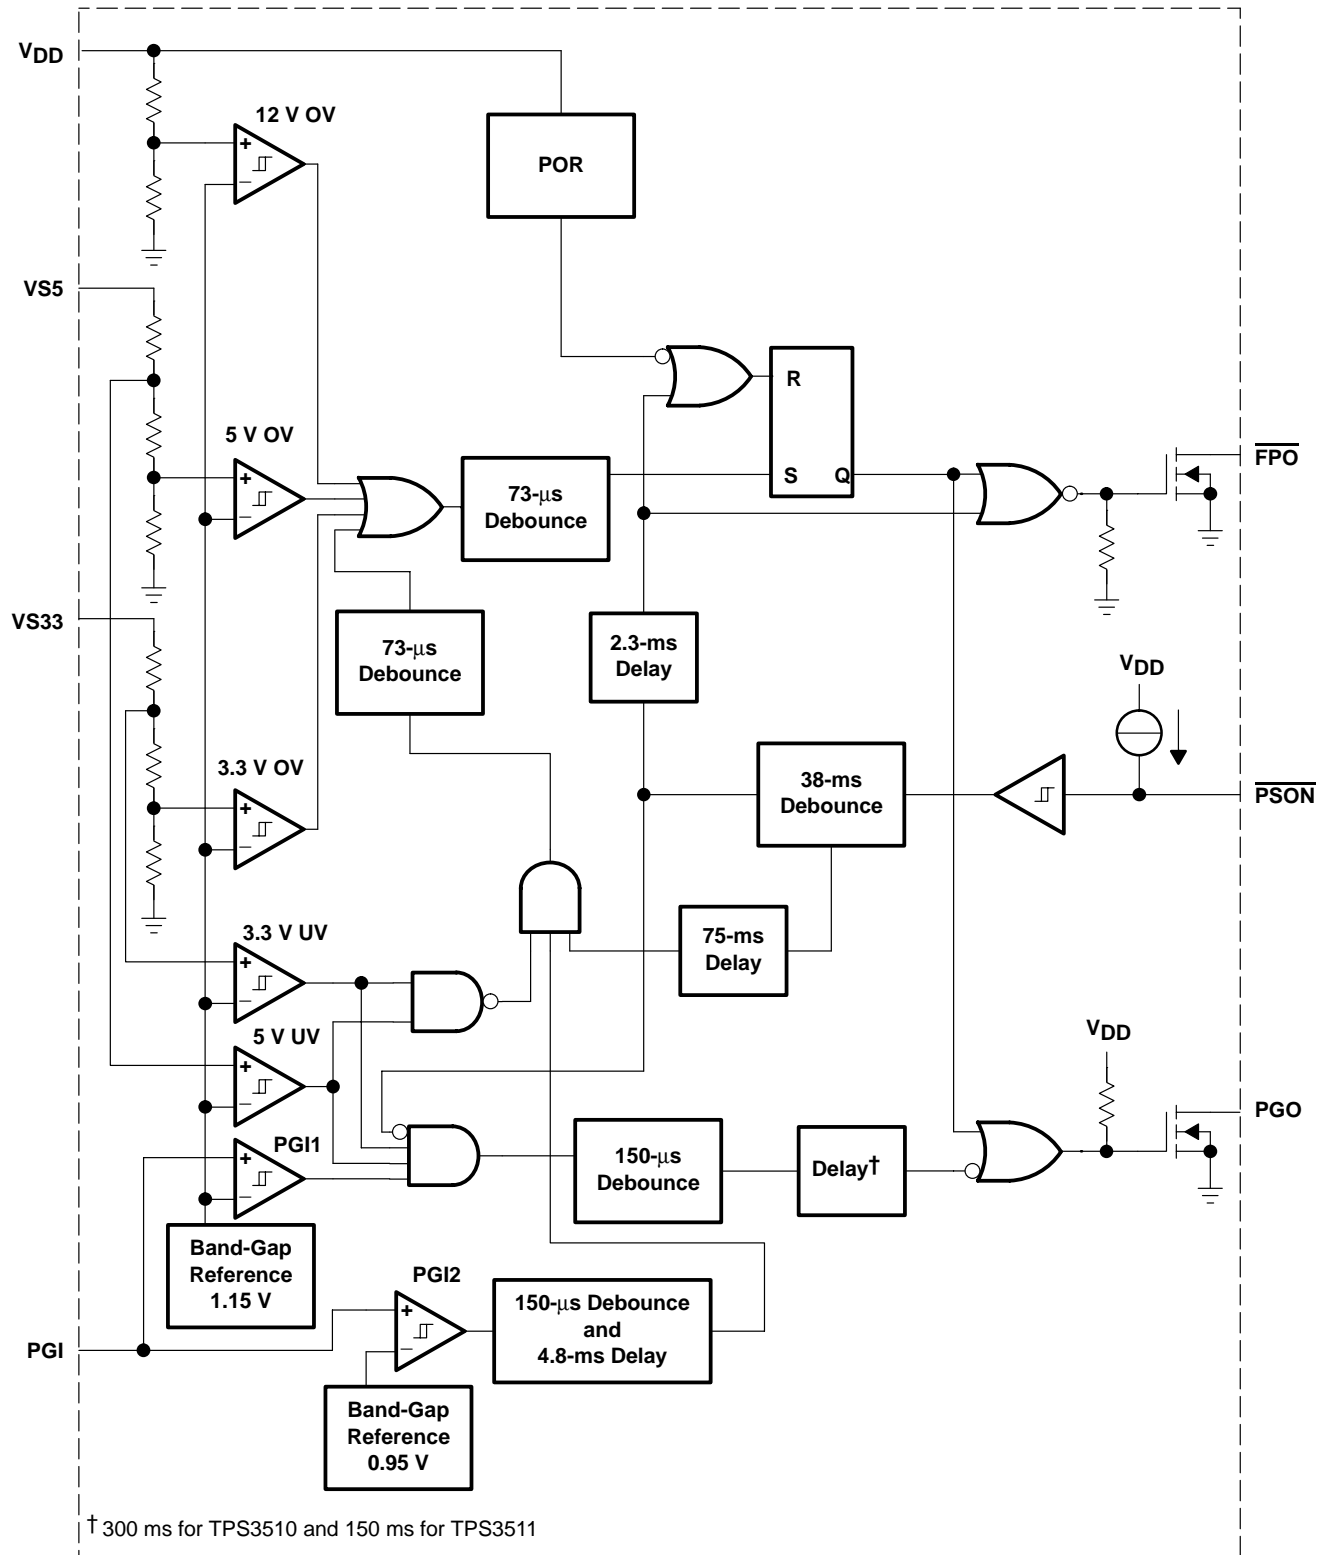 VDD
12 V OV
+
–
POR
VS5
5 V OV
+
–
73-μs
Debounce
R
S
Q
FPO
VS33
73-μs
Debounce
2.3-ms
Delay
VDD
3.3 V OV
+
–
38-ms
Debounce
PSON
3.3 V UV
+
–
75-ms
Delay
5 V UV
+
–
VDD
PGO
PGI1
+
–
150-μs
Debounce
Delay†
Band-Gap
Reference
1.15 V
PGI2
+
–
150-μs Debounce
and
4.8-ms Delay
PGI
Band-Gap
Reference
0.95 V
† 300 ms for TPS3510 and 150 ms for TPS3511